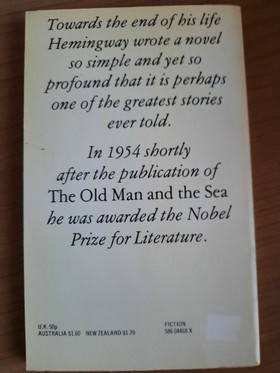 Towards the end of his life
Hemingway wrote a novel
so simple and yet so
profound that it is perhaps
one of the greatest stories
ever told.
In 1954 shortly
after the publication of
The Old Man and the Sea
he was awarded the Nobel
Prize for Literature.
U.K. 50p
AUSTRALIA $1.60 NEW ZEALAND $1.70
FICTION
586 04468 X